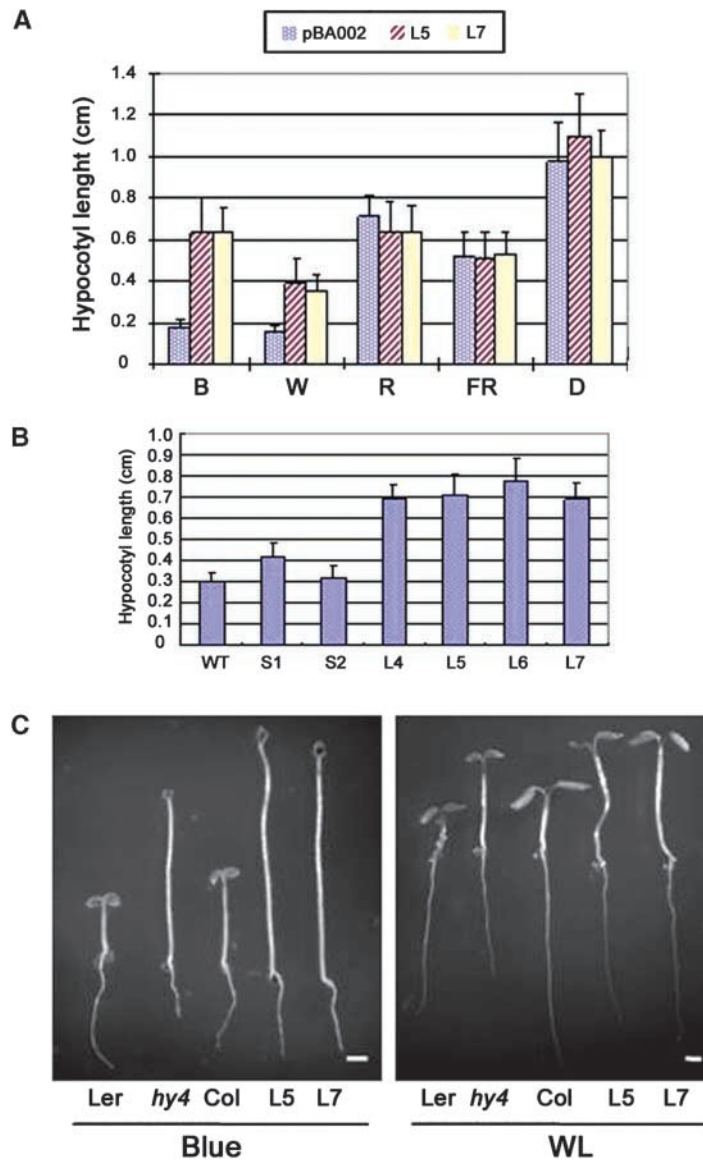 A
pBA002 L5 L7
Hypocotyl lenght (cm)
1.4
1.2
1.0
0.8
0.6
0.4
0.2
0
B W R FR D
B
Hypocotyl length (cm)
1.0
0.9
0.8
0.7
0.6
0.5
0.4
0.3
0.2
0.1
0
WT S1 S2 L4 L5 L6 L7
C
Ler hy4 Col L5 L7
Blue
Ler hy4 Col L5 L7
WL